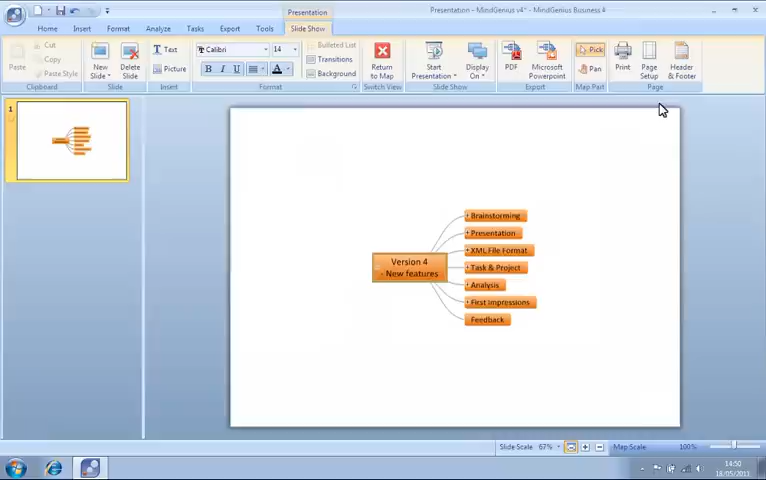 Presentation
Presentation - MindGenius v4* - MindGenius Business 4
Home Insert Format Analyze Tasks Export Tools Slide Show
Paste
Cut
Copy
Paste Style
Clipboard
New Slide
Delete Slide
Slide
Text
Picture
Insert
Calibri 14
B I U A
Bulleted List
Transitions
Background
Format
Return to Map
Switch View
Start Presentation
Display On
Slide Show
PDF
Microsoft Powerpoint
Export
Pick
Pan
Map Part
Print
Page Setup
Header & Footer
Page
1
Version 4
- New features
Brainstorming
Presentation
XML File Format
Task & Project
Analysis
First Impressions
Feedback
Slide Scale 67% Map Scale 100%
14:50
18/05/2011